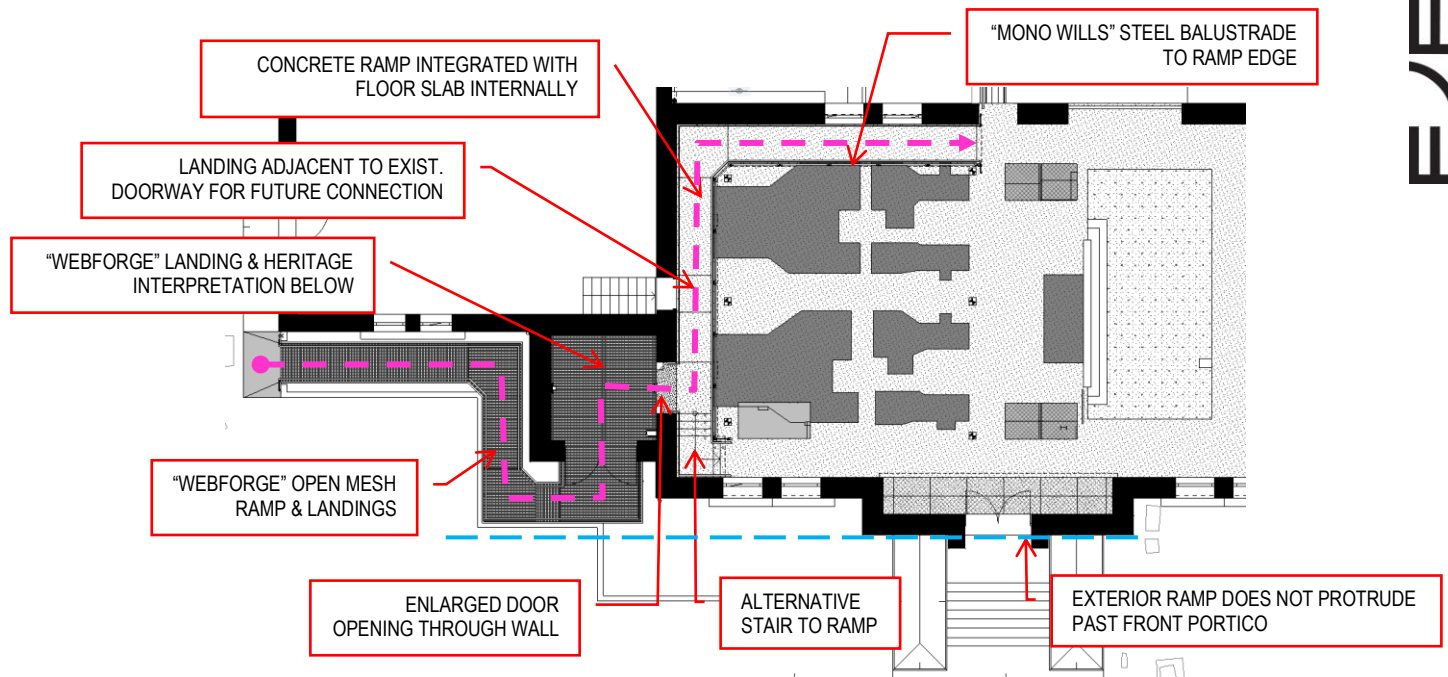 “MONO WILLS” STEEL BALUSTRADE
TO RAMP EDGE
CONCRETE RAMP INTEGRATED WITH
FLOOR SLAB INTERNALLY
LANDING ADJACENT TO EXIST.
DOORWAY FOR FUTURE CONNECTION
“WEBFORGE” LANDING & HERITAGE
INTERPRETATION BELOW
“WEBFORGE” OPEN MESH
RAMP & LANDINGS
ENLARGED DOOR
OPENING THROUGH WALL
ALTERNATIVE
STAIR TO RAMP
EXTERIOR RAMP DOES NOT PROTRUDE
PAST FRONT PORTICO